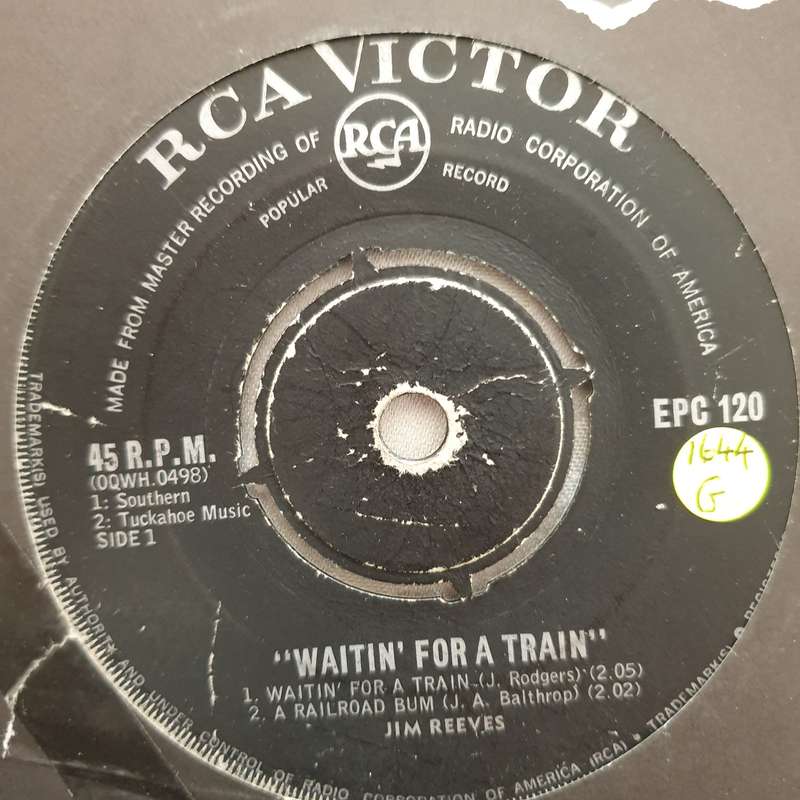 RCA VICTOR
MADE FROM MASTER RECORDING OF RADIO CORPORATION OF AMERICA
RCA
POPULAR RECORD
EPC 120
45 R.P.M.
(OQWH.0498)
1: Southern
2: Tuckahoe Music
SIDE 1
1644
G
"WAITIN' FOR A TRAIN"
1. WAITIN' FOR A TRAIN (J. Rodgers) (2.05)
2. A RAILROAD BUM (J. A. Balthrop) (2.02)
JIM REEVES
TRADEMARK(S) USED BY AUTHORITY AND UNDER CONTROL OF RADIO CORPORATION OF AMERICA (RCA) • TRADEMARK(S)